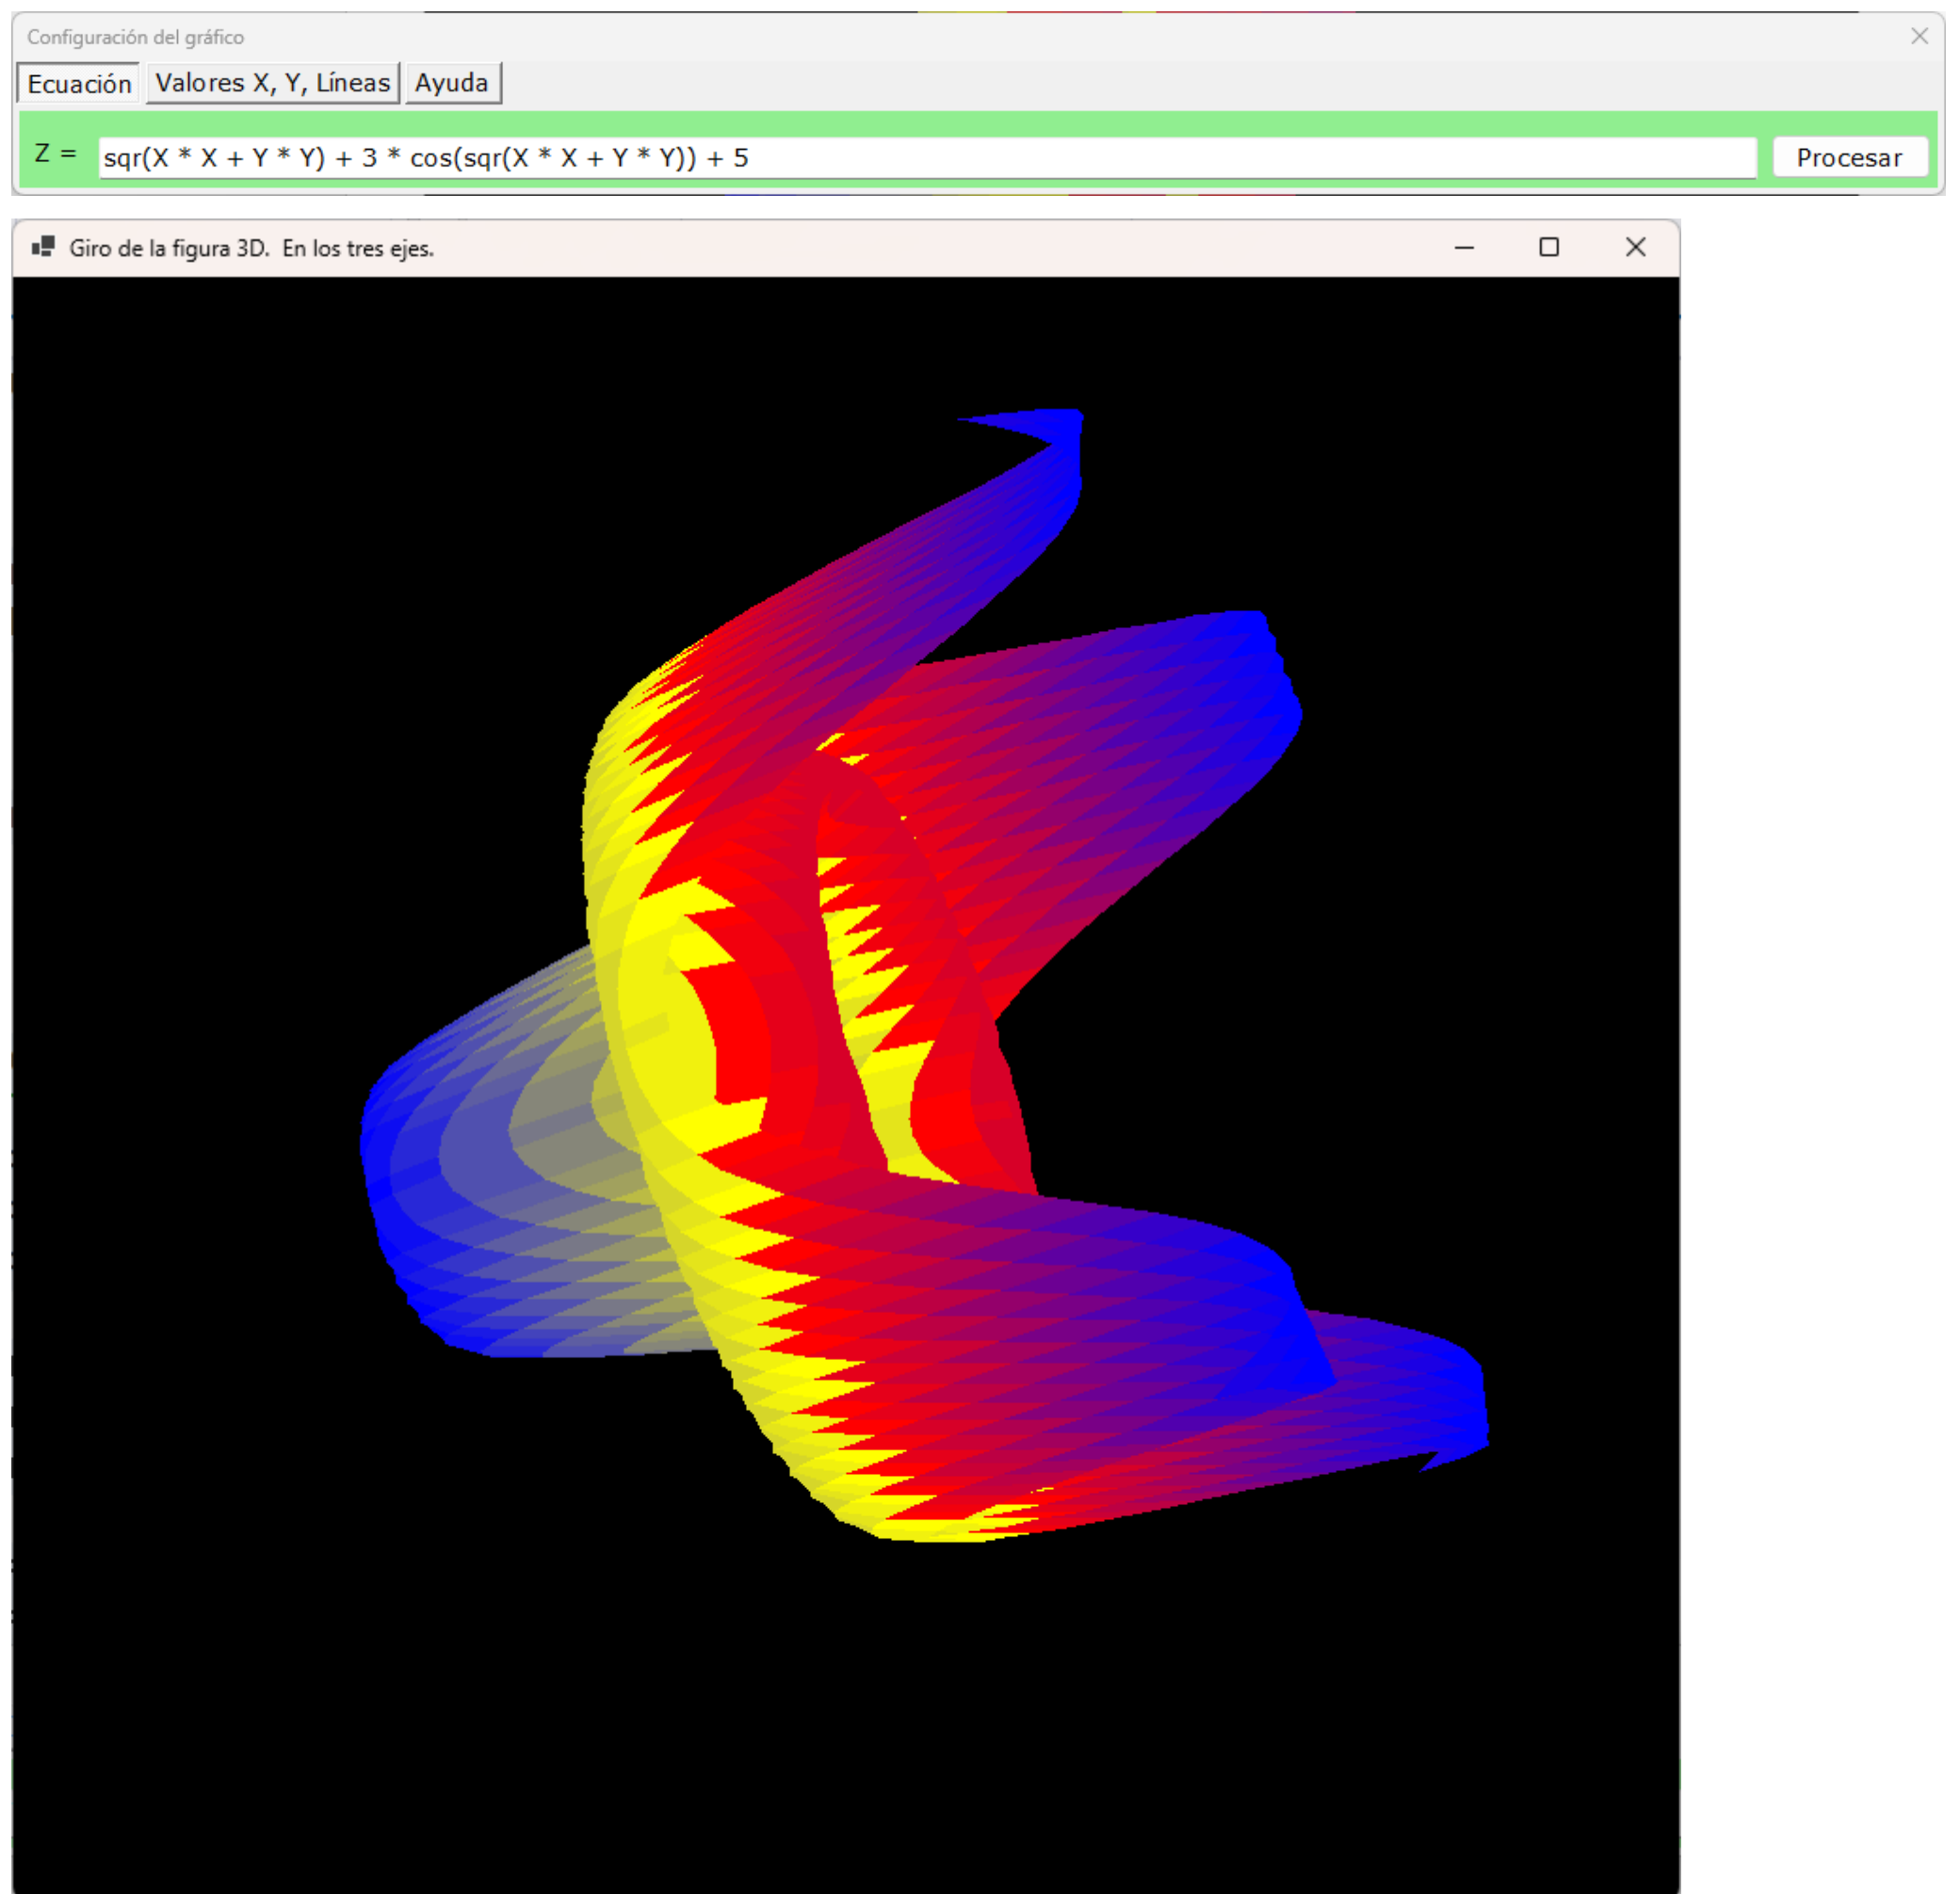 Configuración del gráfico
Ecuación Valores X, Y, Líneas Ayuda
Z = sqr(X * X + Y * Y) + 3 * cos(sqr(X * X + Y * Y)) + 5 Procesar
Giro de la figura 3D. En los tres ejes.